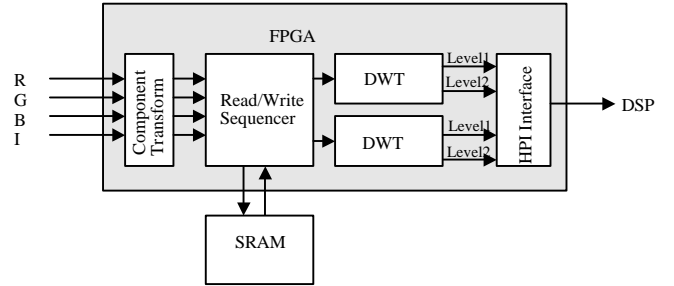 FPGA
R
G
B
I
Component
Transform
Read/Write
Sequencer
DWT
Level1
Level2
DWT
Level1
Level2
HPI Interface
DSP
SRAM